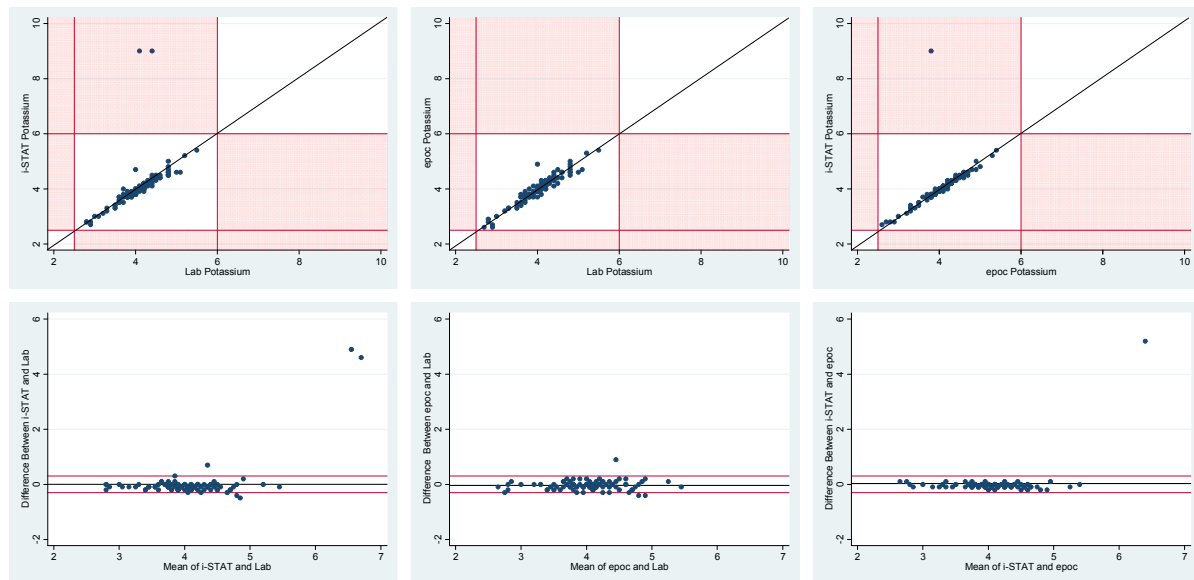 i-STAT Potassium
10
8
6
4
2
2 4 6 8 10
Lab Potassium
epoc Potassium
10
8
6
4
2
2 4 6 8 10
Lab Potassium
i-STAT Potassium
10
8
6
4
2
2 4 6 8 10
epoc Potassium
Difference Between i-STAT and Lab
6
4
2
0
-2
2 3 4 5 6 7
Mean of i-STAT and Lab
Difference Between epoc and Lab
6
4
2
0
-2
2 3 4 5 6 7
Mean of epoc and Lab
Difference Between i-STAT and epoc
6
4
2
0
-2
2 3 4 5 6 7
Mean of i-STAT and epoc